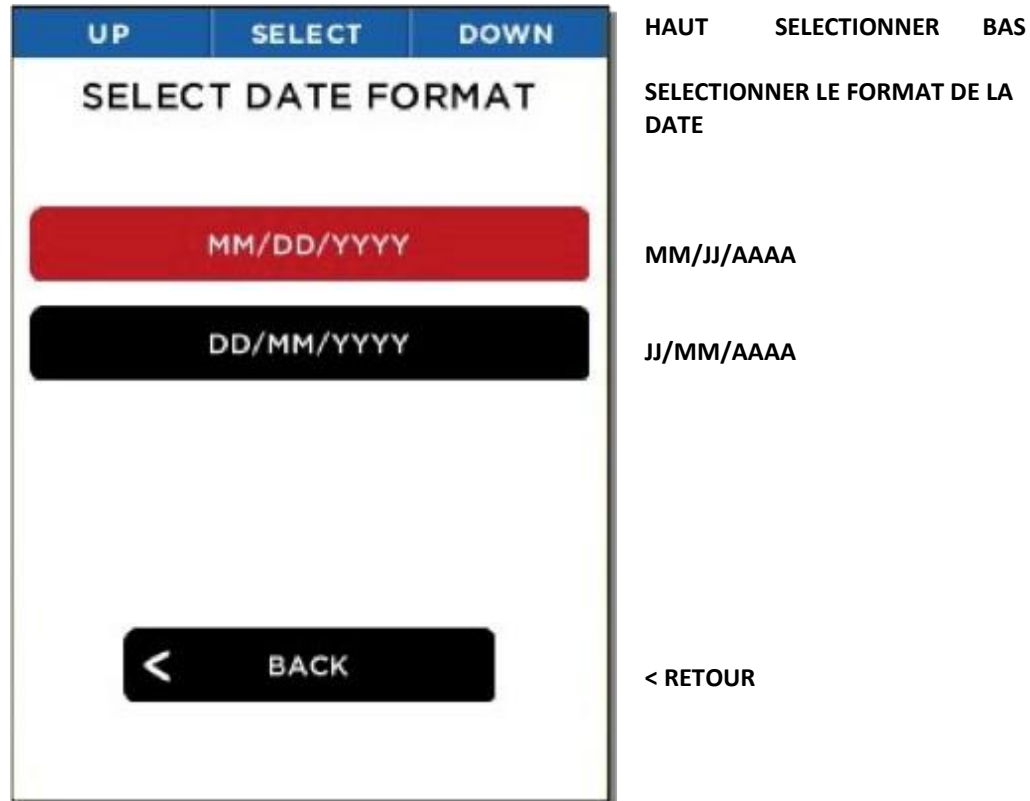 UP SELECT DOWN
SELECT DATE FORMAT
MM/DD/YYYY
DD/MM/YYYY
< BACK
HAUT SELECTIONNER BAS
SELECTIONNER LE FORMAT DE LA
DATE
MM/JJ/AAAA
JJ/MM/AAAA
< RETOUR